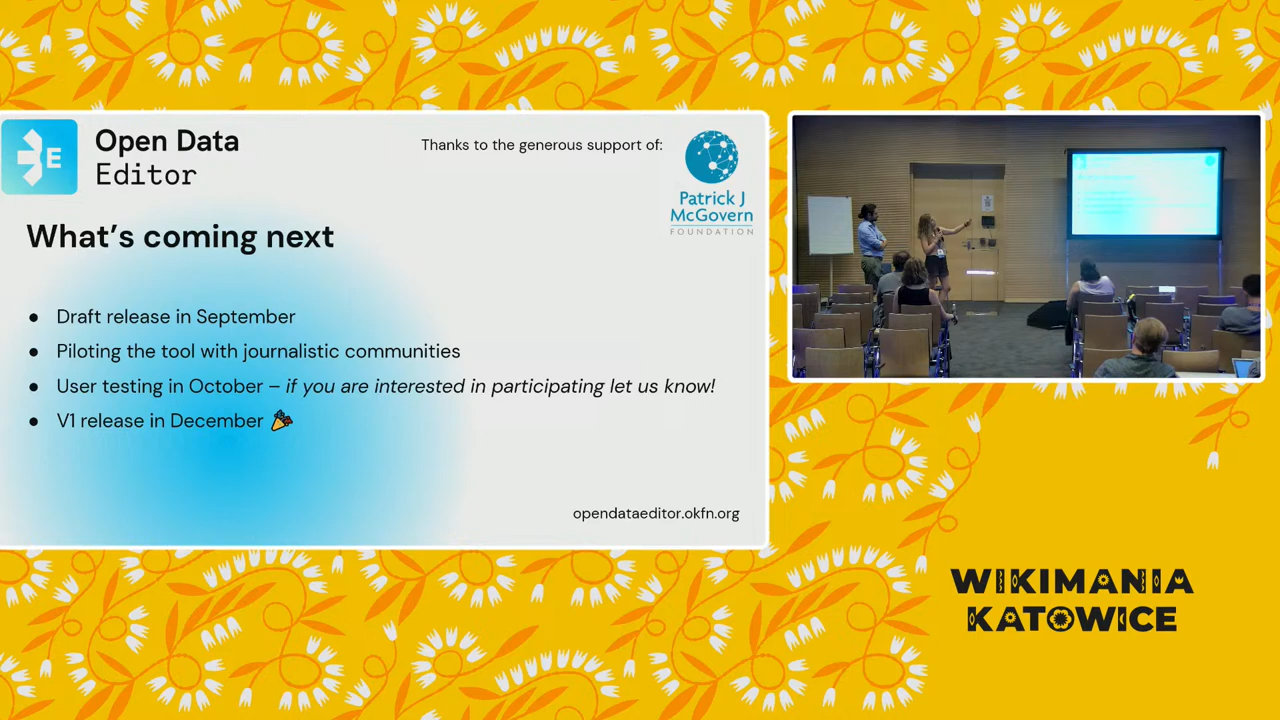 E
Open Data
Editor
Thanks to the generous support of:
Patrick J
McGovern
FOUNDATION
What's coming next
● Draft release in September
● Piloting the tool with journalistic communities
● User testing in October – if you are interested in participating let us know!
● V1 release in December 🎉
opendataeditor.okfn.org
WIKIMANIA
KATOWICE